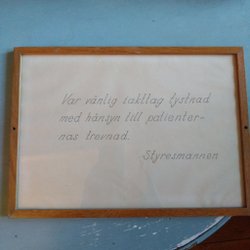 Var vänlig iakttag tystnad
med hänsyn till patienter-
nas trevnad.
Styresmannen